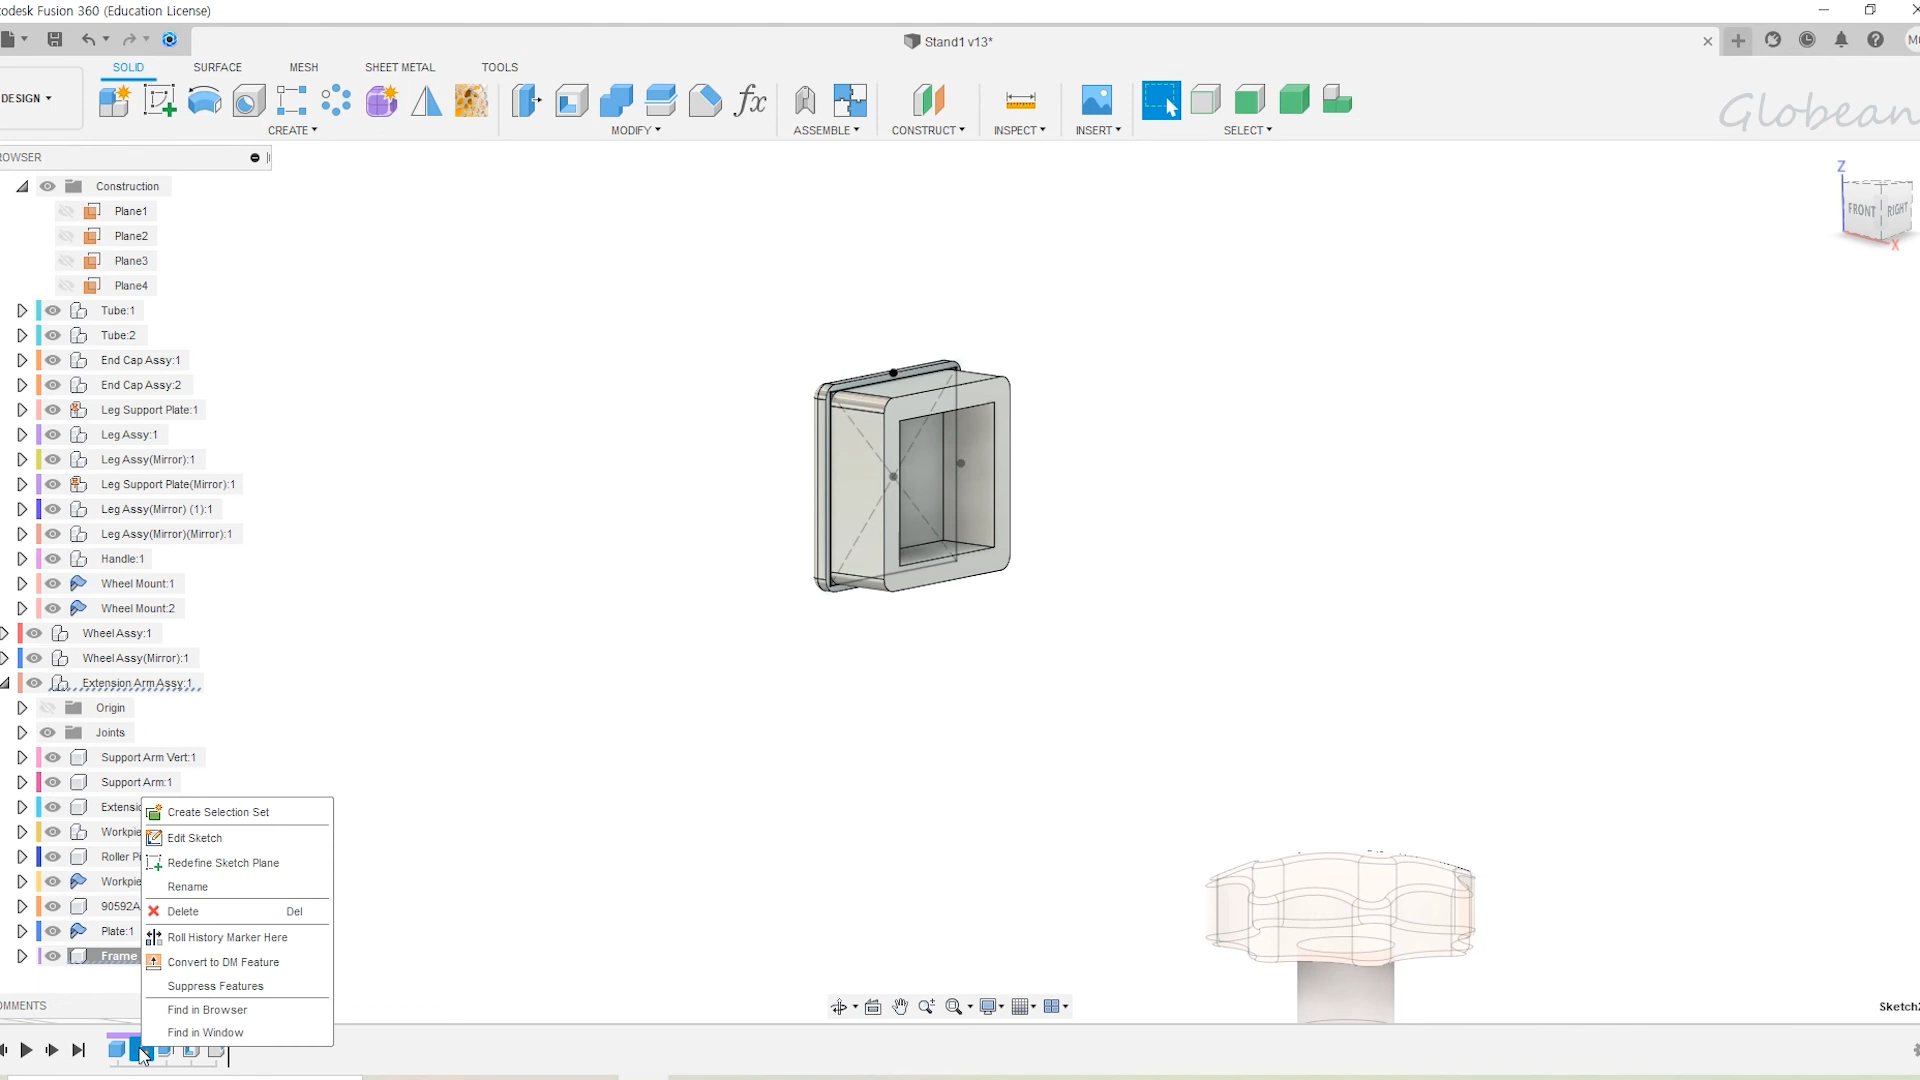 todesk Fusion 360 (Education License)
Stand1 v13*
DESIGN
SOLID
SURFACE
MESH
SHEET METAL
TOOLS
fx
CREATE
MODIFY
ASSEMBLE
CONSTRUCT
INSPECT
INSERT
SELECT
Globean
ROWSER
Construction
Plane1
Plane2
Plane3
Plane4
Tube:1
Tube:2
End Cap Assy:1
End Cap Assy:2
Leg Support Plate:1
Leg Assy:1
Leg Assy(Mirror):1
Leg Support Plate(Mirror):1
Leg Assy(Mirror) (1):1
Leg Assy(Mirror)(Mirror):1
Handle:1
Wheel Mount:1
Wheel Mount:2
Wheel Assy:1
Wheel Assy(Mirror):1
Extension Arm Assy:1
Origin
Joints
Support Arm Vert:1
Support Arm:1
Extensio
Workpie
Roller Pi
Workpie
90592A
Plate:1
Frame
Create Selection Set
Edit Sketch
Redefine Sketch Plane
Rename
Delete Del
Roll History Marker Here
Convert to DM Feature
Suppress Features
Find in Browser
Find in Window
OMMENTS
Z
FRONT
RIGHT
X